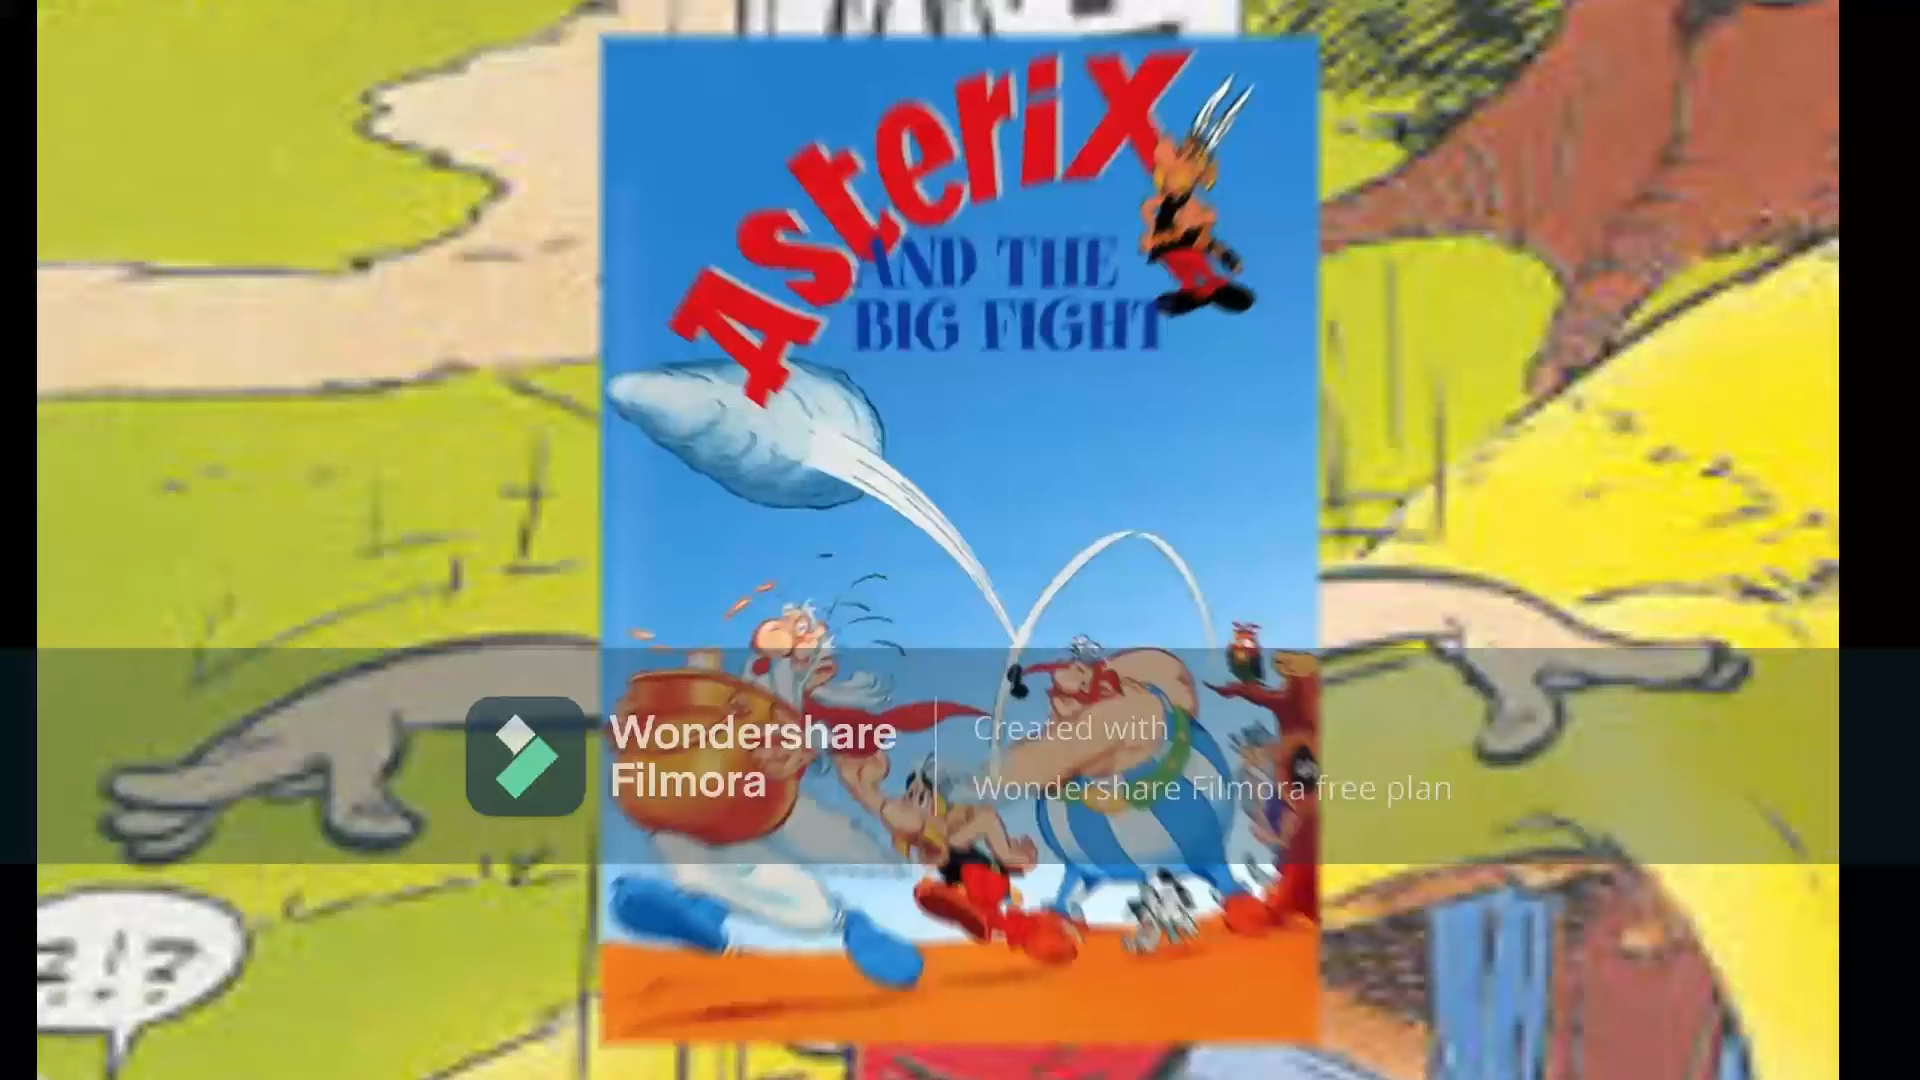 Asterix
AND THE
BIG FIGHT
Wondershare
Filmora
Created with
Wondershare Filmora free plan
?!?